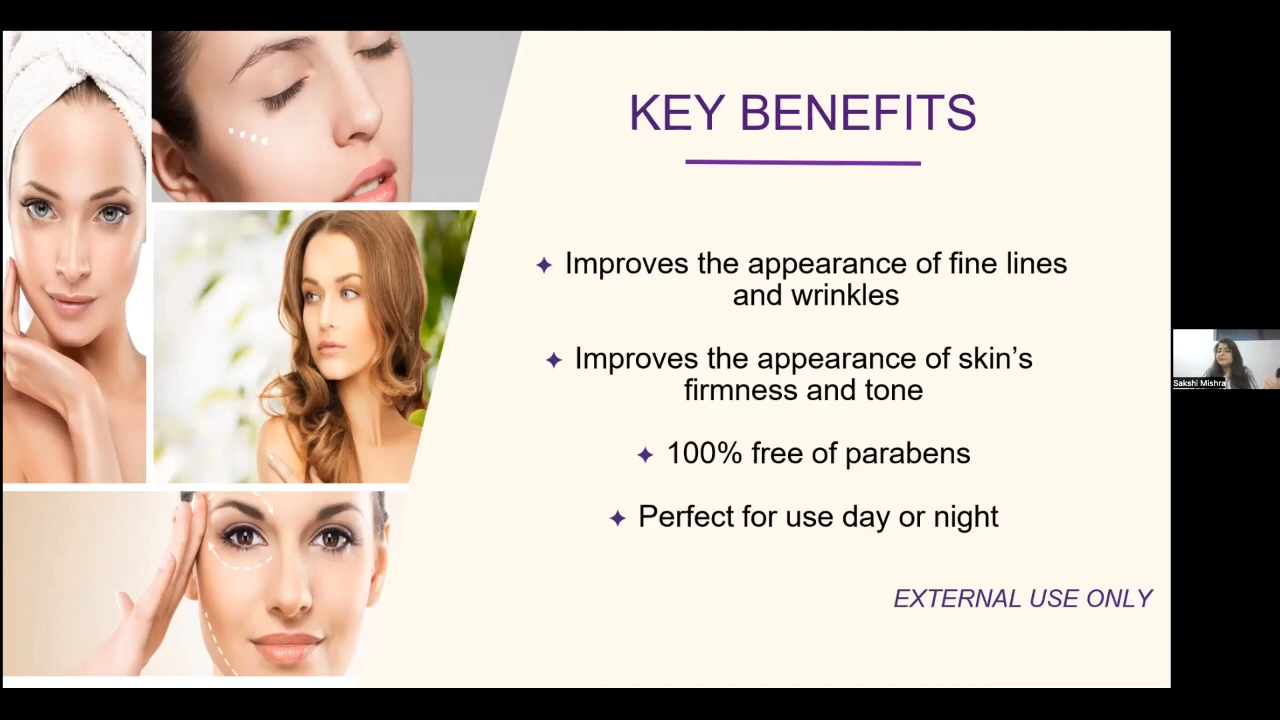 KEY BENEFITS
✦ Improves the appearance of fine lines
and wrinkles
✦ Improves the appearance of skin’s
firmness and tone
✦ 100% free of parabens
✦ Perfect for use day or night
EXTERNAL USE ONLY
Sakshi Mishra